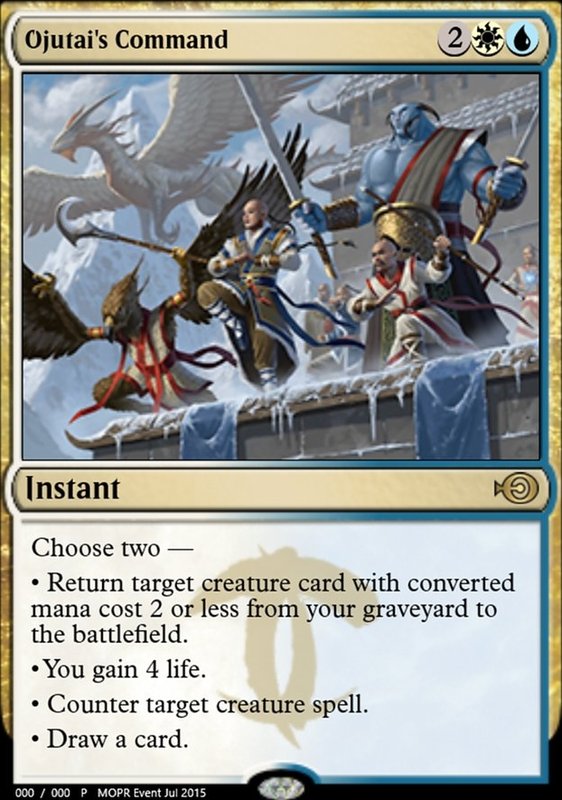 Ojutai's Command 2
Instant
Choose two —
• Return target creature card with converted
mana cost 2 or less from your graveyard to
the battlefield.
• You gain 4 life.
• Counter target creature spell.
• Draw a card.
000 / 000 P MOPR Event Jul 2015